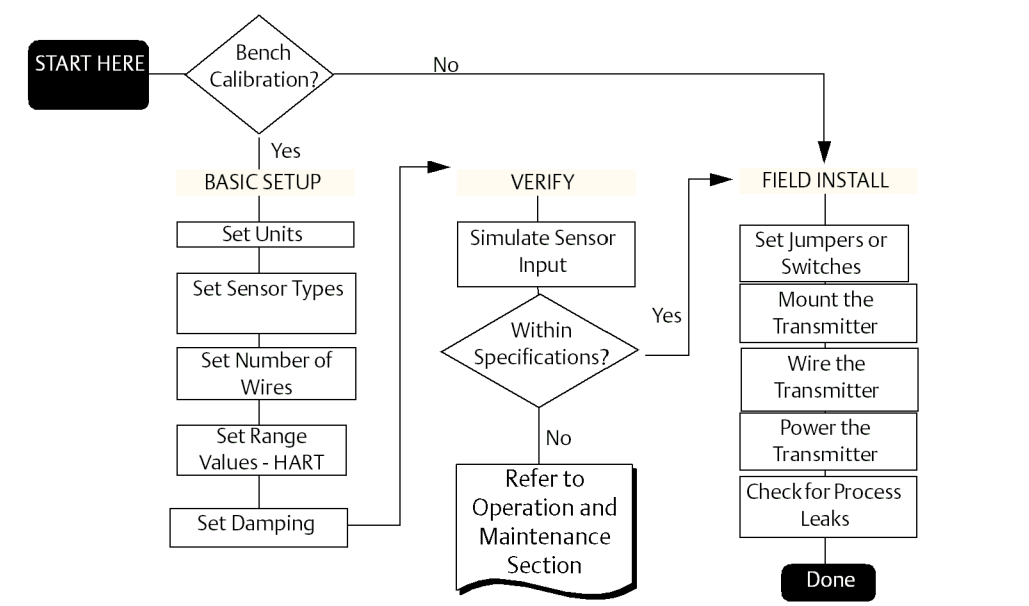 START HERE
Bench
Calibration?
No
Yes
BASIC SETUP
Set Units
Set Sensor Types
Set Number of
Wires
Set Range
Values - HART
Set Damping
VERIFY
Simulate Sensor
Input
Within
Specifications?
Yes
No
Refer to
Operation and
Maintenance
Section
FIELD INSTALL
Set Jumpers or
Switches
Mount the
Transmitter
Wire the
Transmitter
Power the
Transmitter
Check for Process
Leaks
Done